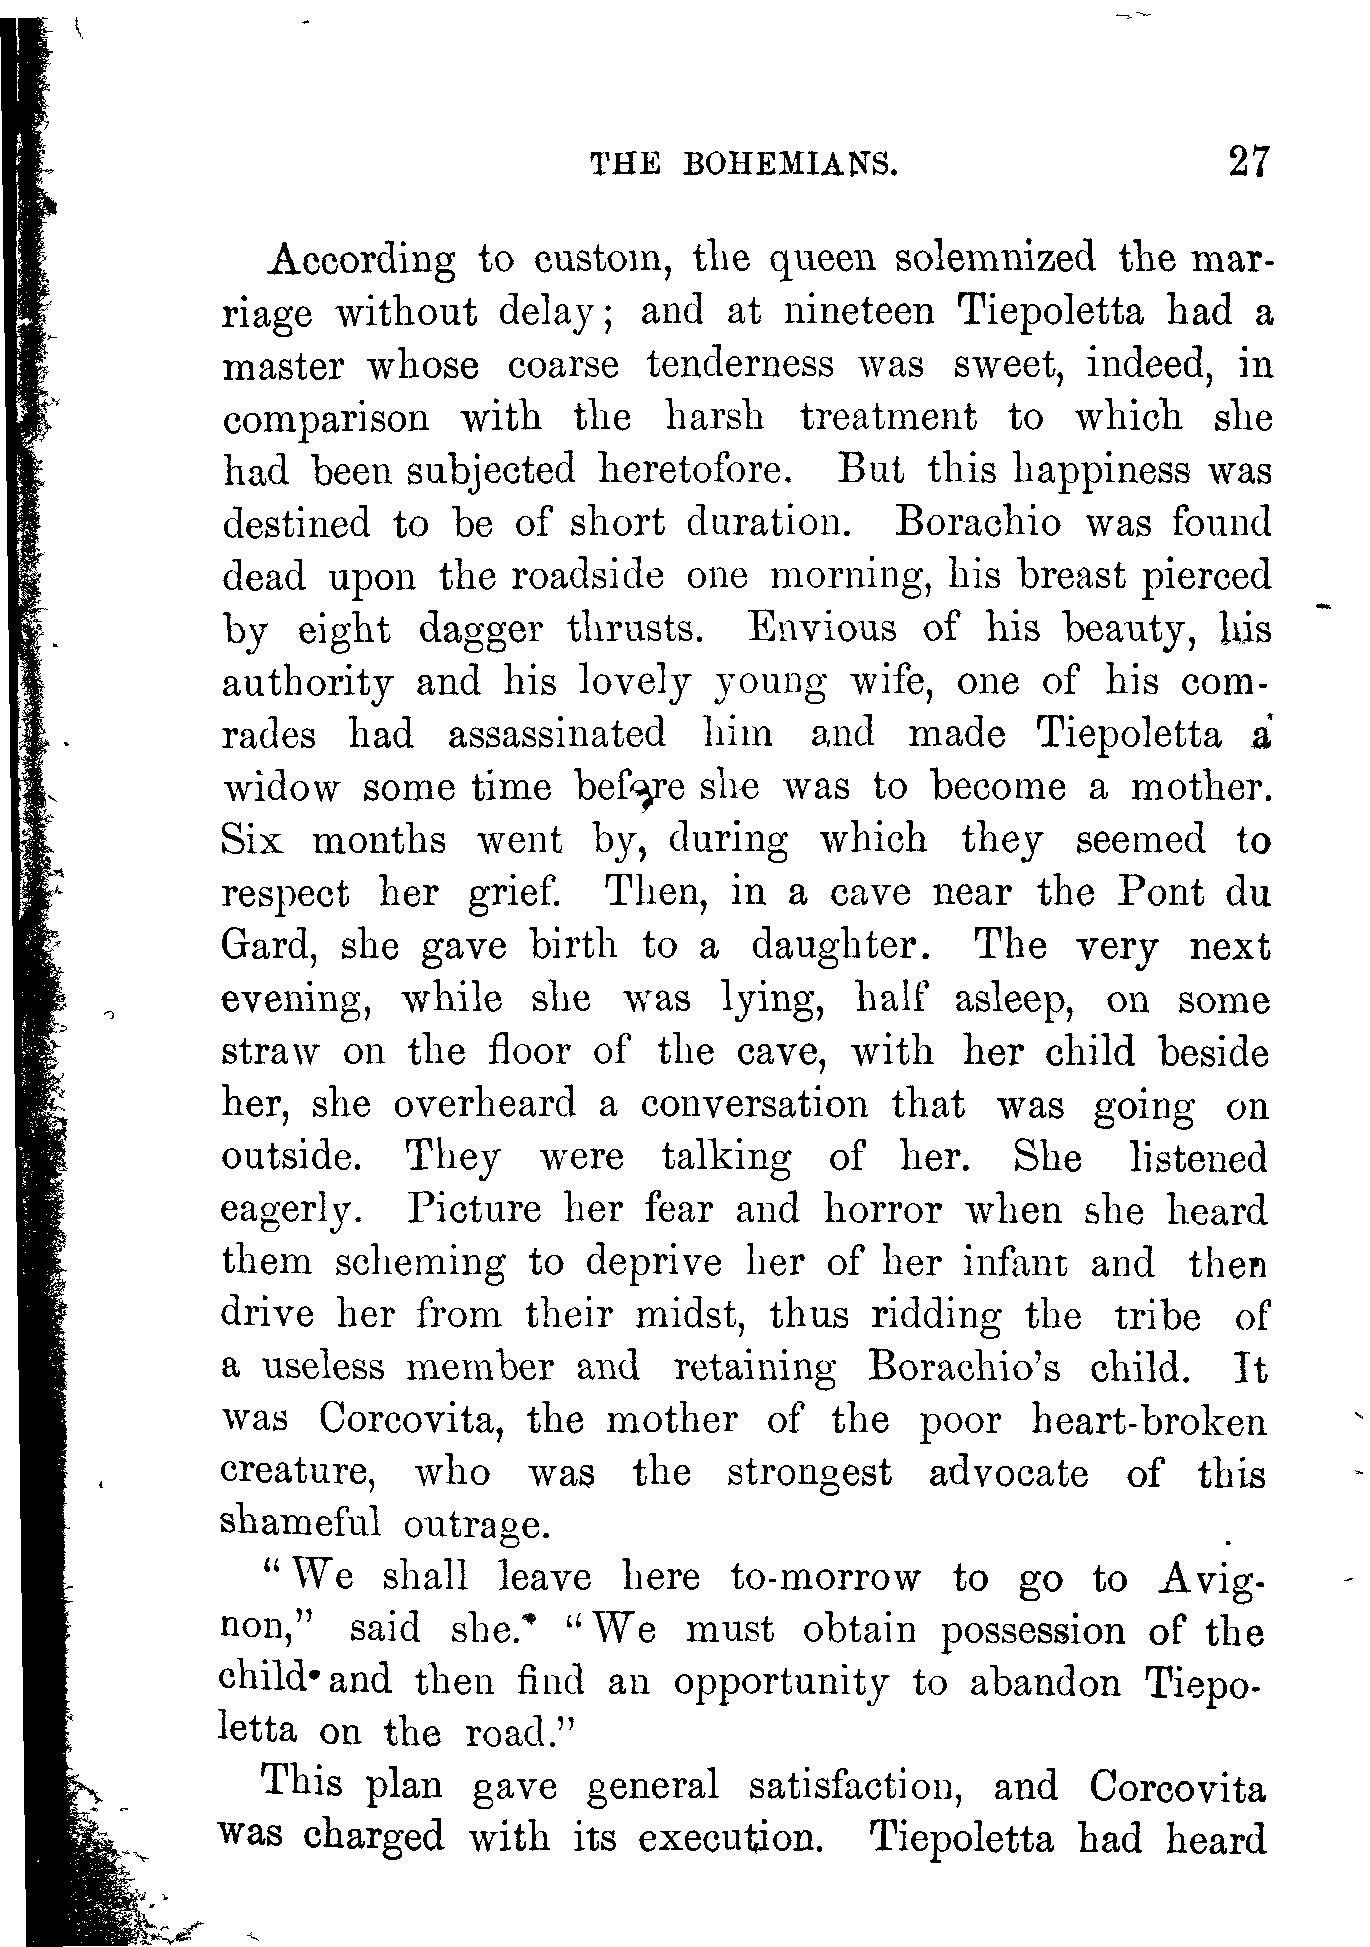 THE BOHEMIANS. 27
According to custom, the queen solemnized the mar-
riage without delay; and at nineteen Tiepoletta had a
master whose coarse tenderness was sweet, indeed, in
comparison with the harsh treatment to which she
had been subjected heretofore. But this happiness was
destined to be of short duration. Borachio was found
dead upon the roadside one morning, his breast pierced
by eight dagger thrusts. Envious of his beauty, his
authority and his lovely young wife, one of his com-
rades had assassinated him and made Tiepoletta a
widow some time before she was to become a mother.
Six months went by, during which they seemed to
respect her grief. Then, in a cave near the Pont du
Gard, she gave birth to a daughter. The very next
evening, while she was lying, half asleep, on some
straw on the floor of the cave, with her child beside
her, she overheard a conversation that was going on
outside. They were talking of her. She listened
eagerly. Picture her fear and horror when she heard
them scheming to deprive her of her infant and then
drive her from their midst, thus ridding the tribe of
a useless member and retaining Borachio's child. It
was Corcovita, the mother of the poor heart-broken
creature, who was the strongest advocate of this
shameful outrage.
"We shall leave here to-morrow to go to Avig-
non," said she. "We must obtain possession of the
child and then find an opportunity to abandon Tiepo-
letta on the road."
This plan gave general satisfaction, and Corcovita
was charged with its execution. Tiepoletta had heard